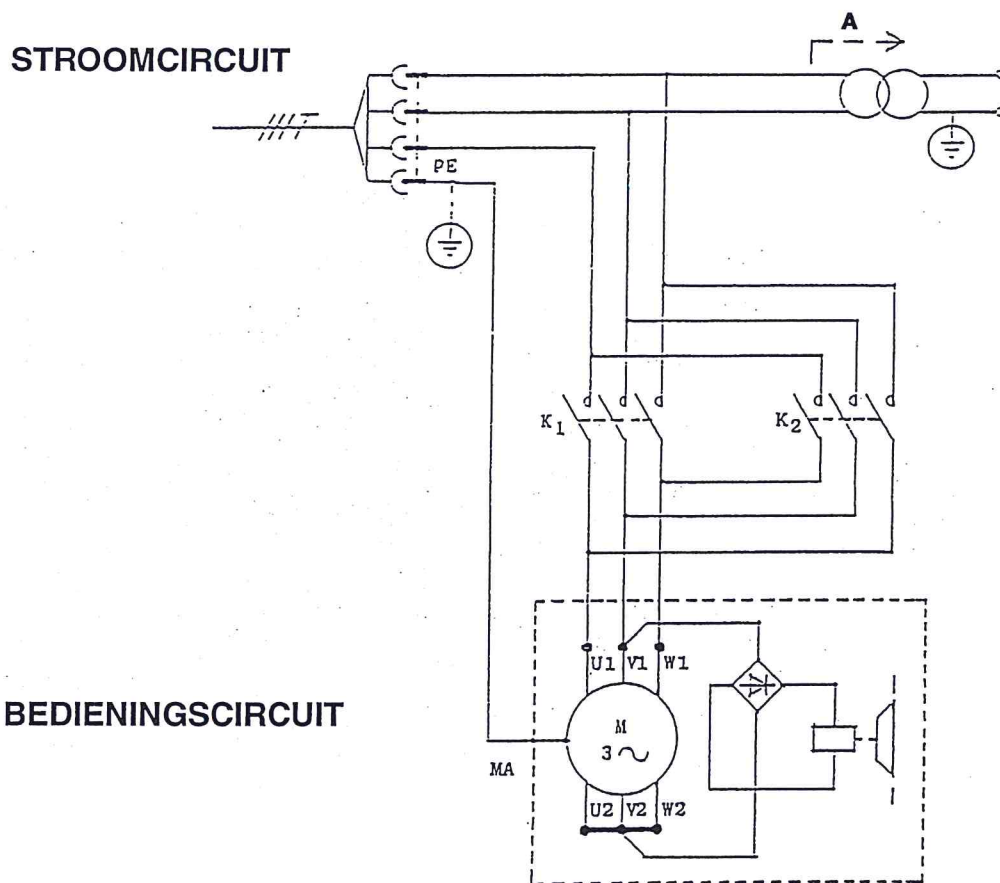 A
STROOMCIRCUIT
PE
K1
K2
U1 V1 W1
BEDIENINGSCIRCUIT
M
3
MA
U2 V2 W2